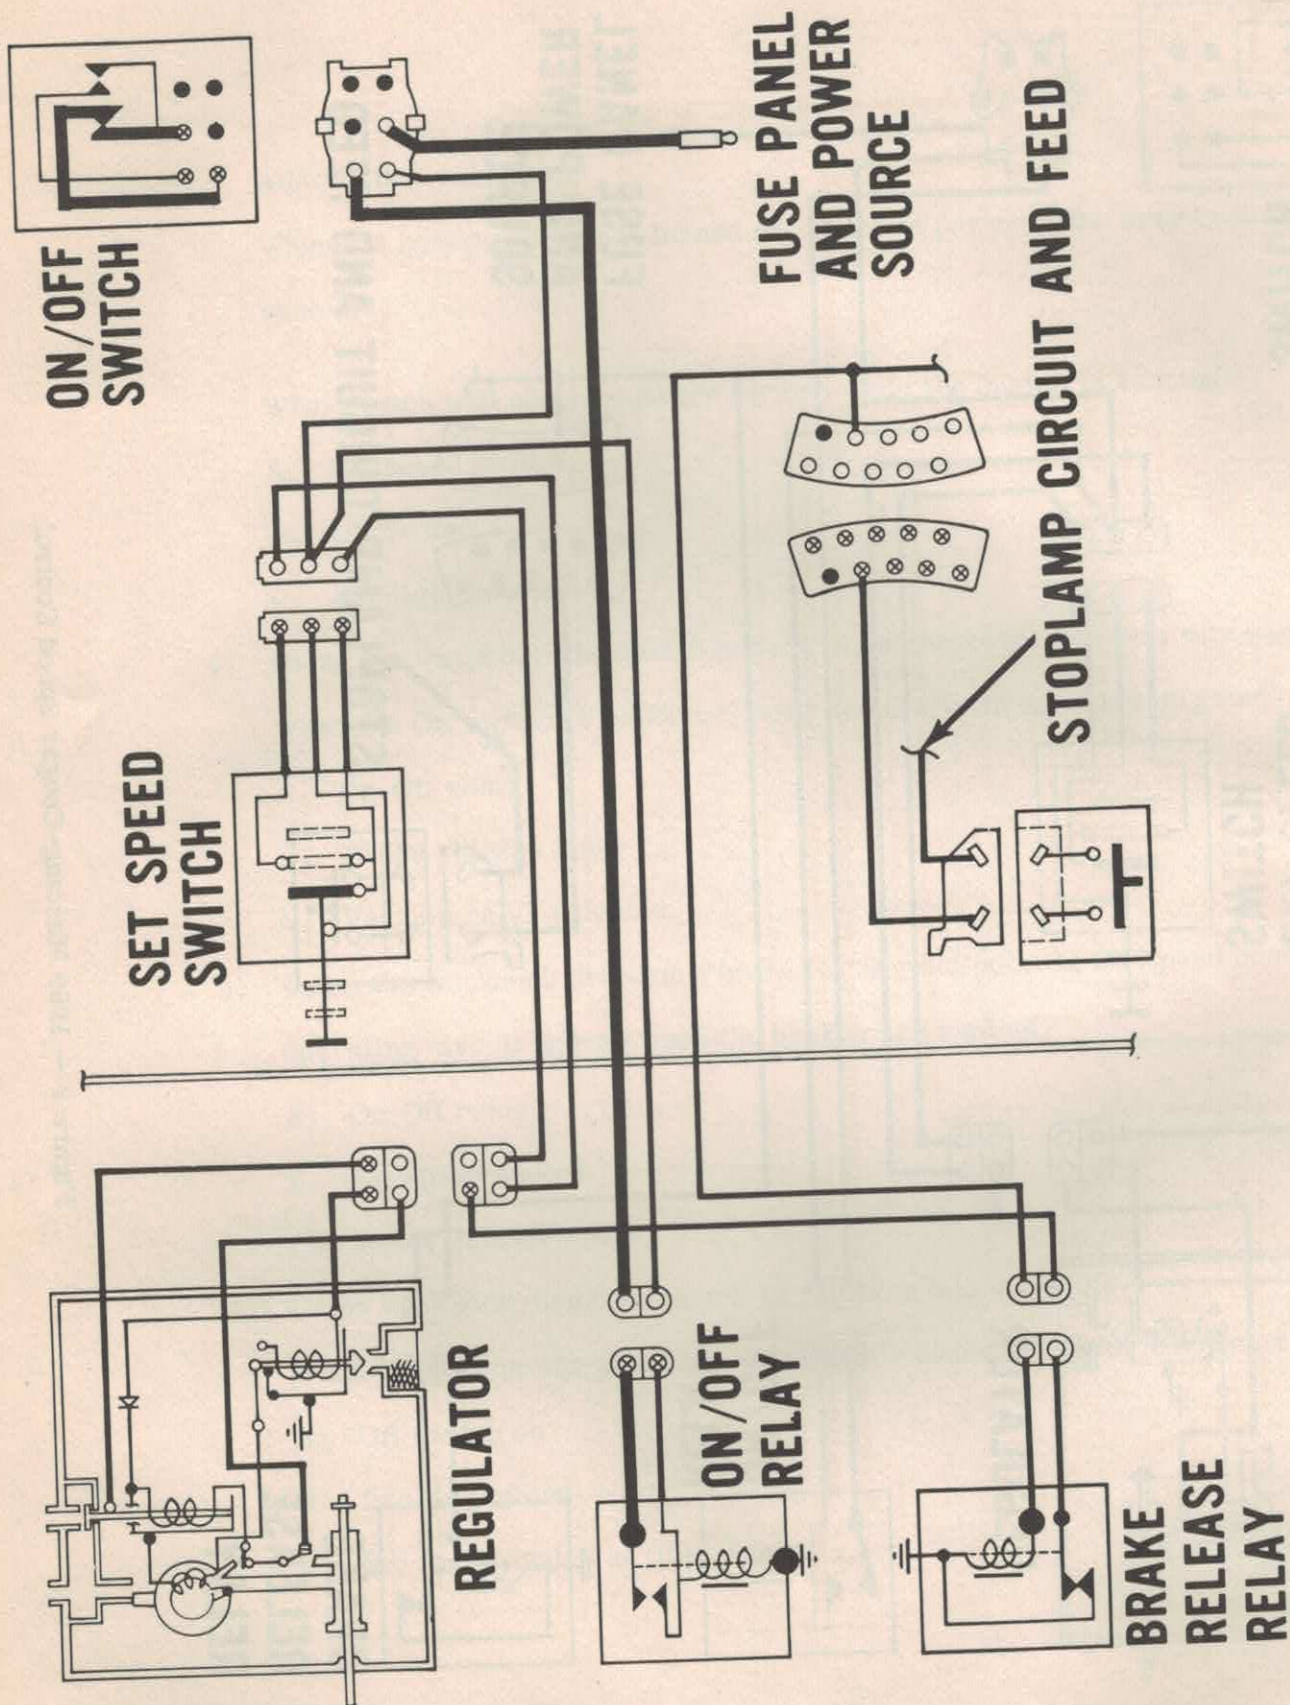 ON/OFF
SWITCH
FUSE PANEL
AND POWER
SOURCE
STOPLAMP CIRCUIT AND FEED
SET SPEED
SWITCH
REGULATOR
ON/OFF
RELAY
BRAKE
RELEASE
RELAY